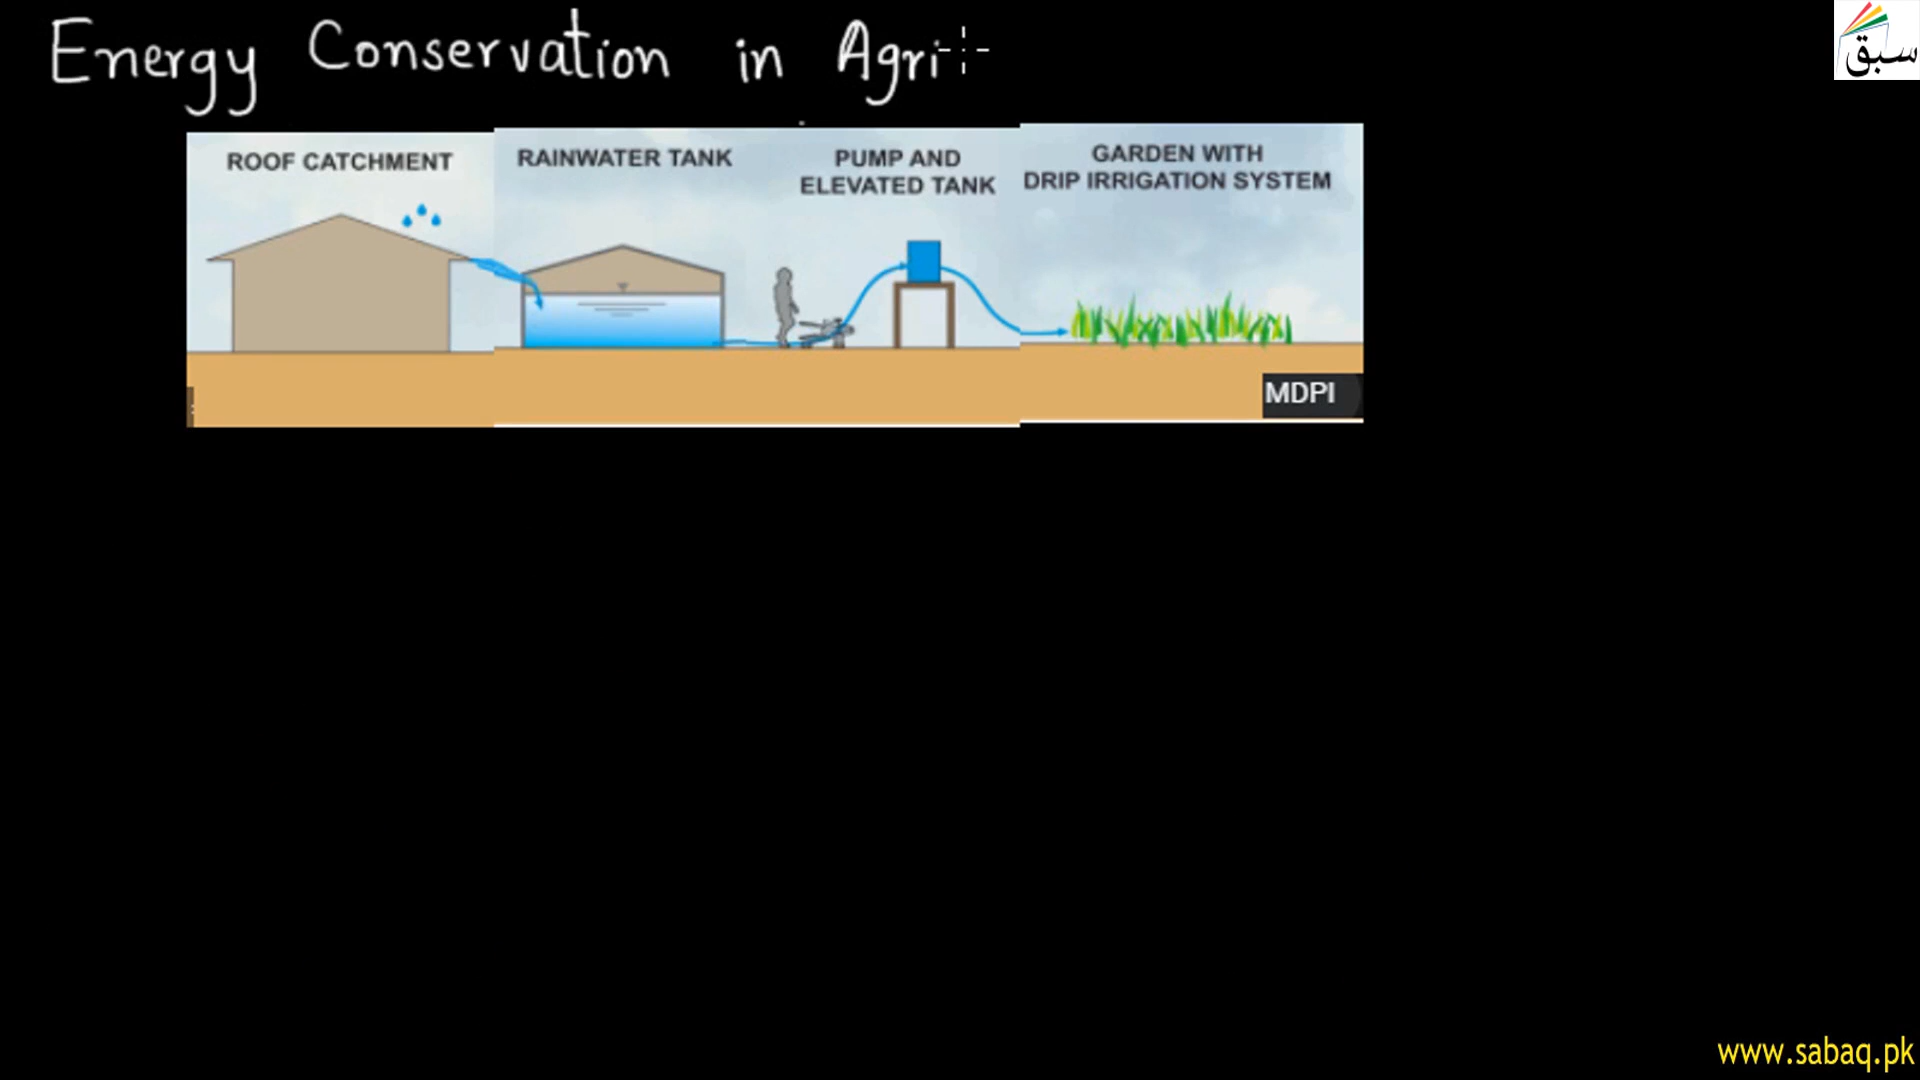 Energy Conservation in Agri
سبق
ROOF CATCHMENT
RAINWATER TANK
PUMP AND
ELEVATED TANK
GARDEN WITH
DRIP IRRIGATION SYSTEM
MDPI
www.sabaq.pk